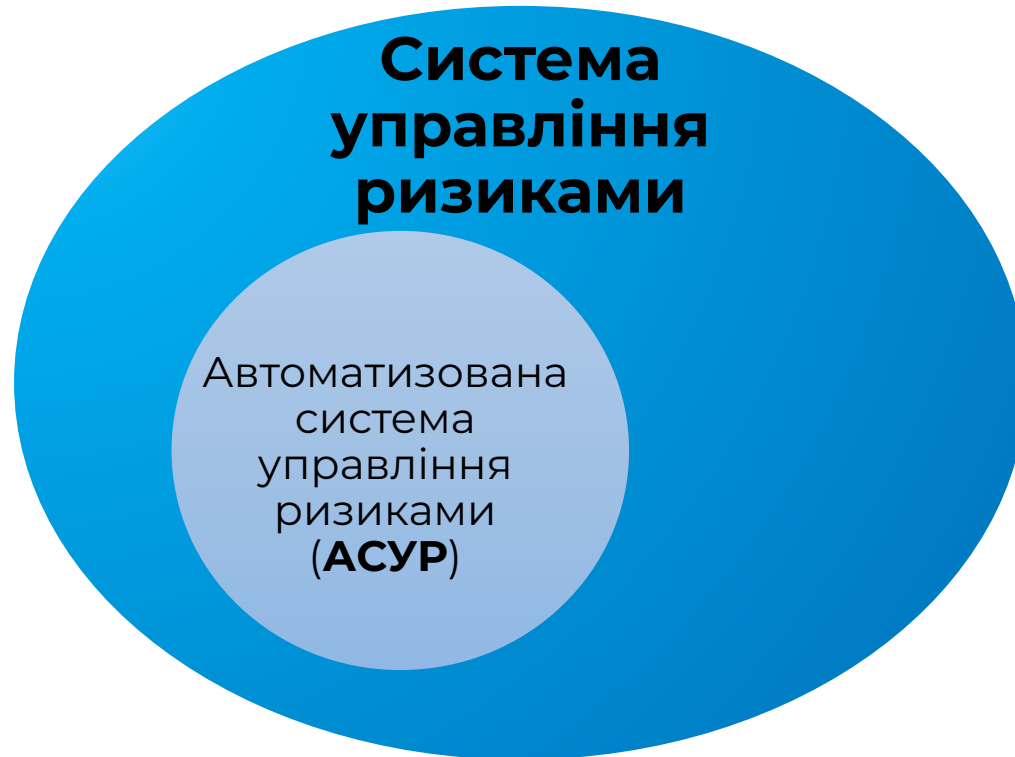 Система
управління
ризиками
Автоматизована
система
управління
ризиками
(АСУР)